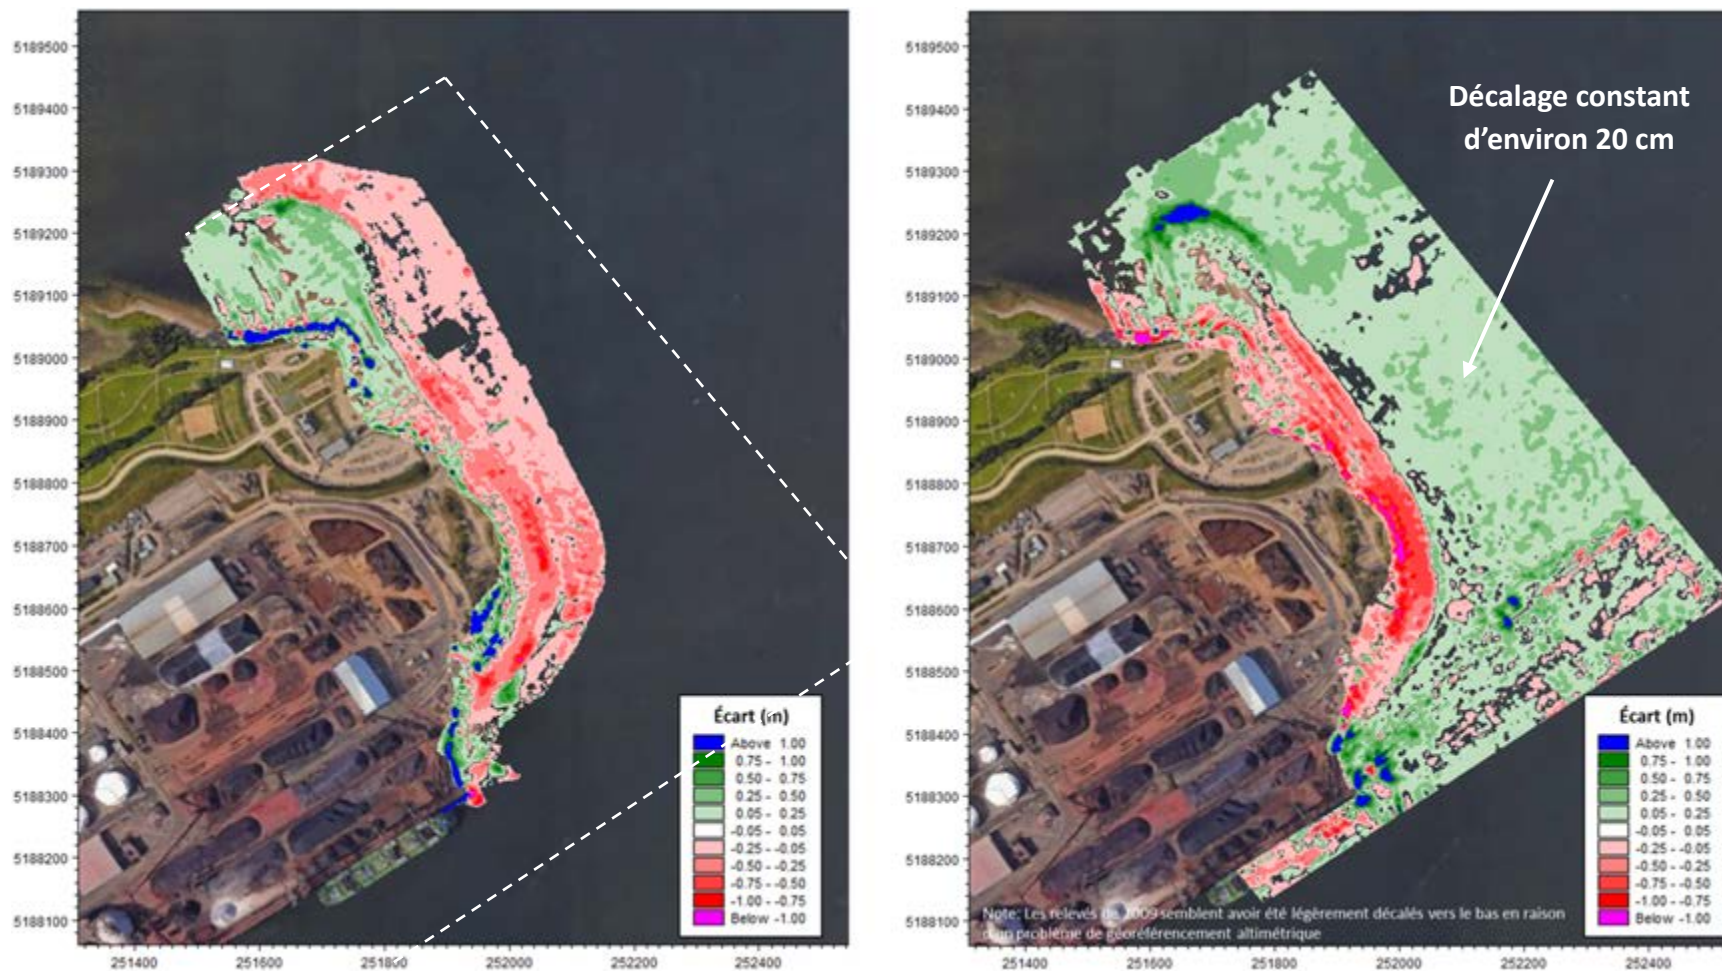 5189500
5189400
5189300
5189200
5189100
5189000
5188900
5188800
5188700
5188600
5188500
5188400
5188300
5188200
5188100
251400 251600 251800 252000 252200 252400
Écart (m)
Above 1.00
0.75 - 1.00
0.50 - 0.75
0.25 - 0.50
0.05 - 0.25
-0.05 - 0.05
-0.25 - -0.05
-0.50 - -0.25
-0.75 - -0.50
-1.00 - -0.75
Below -1.00
5189500
5189400
5189300
5189200
5189100
5189000
5188900
5188800
5188700
5188600
5188500
5188400
5188300
5188200
5188100
251400 251600 251800 252000 252200 252400
Décalage constant
d'environ 20 cm
Écart (m)
Above 1.00
0.75 - 1.00
0.50 - 0.75
0.25 - 0.50
0.05 - 0.25
-0.05 - 0.05
-0.25 - -0.05
-0.50 - -0.25
-0.75 - -0.50
-1.00 - -0.75
Below -1.00
Note: Les relevés de 2009 semblent avoir été légèrement décalés vers le bas en raison
d'un problème de géoréférencement altimétrique